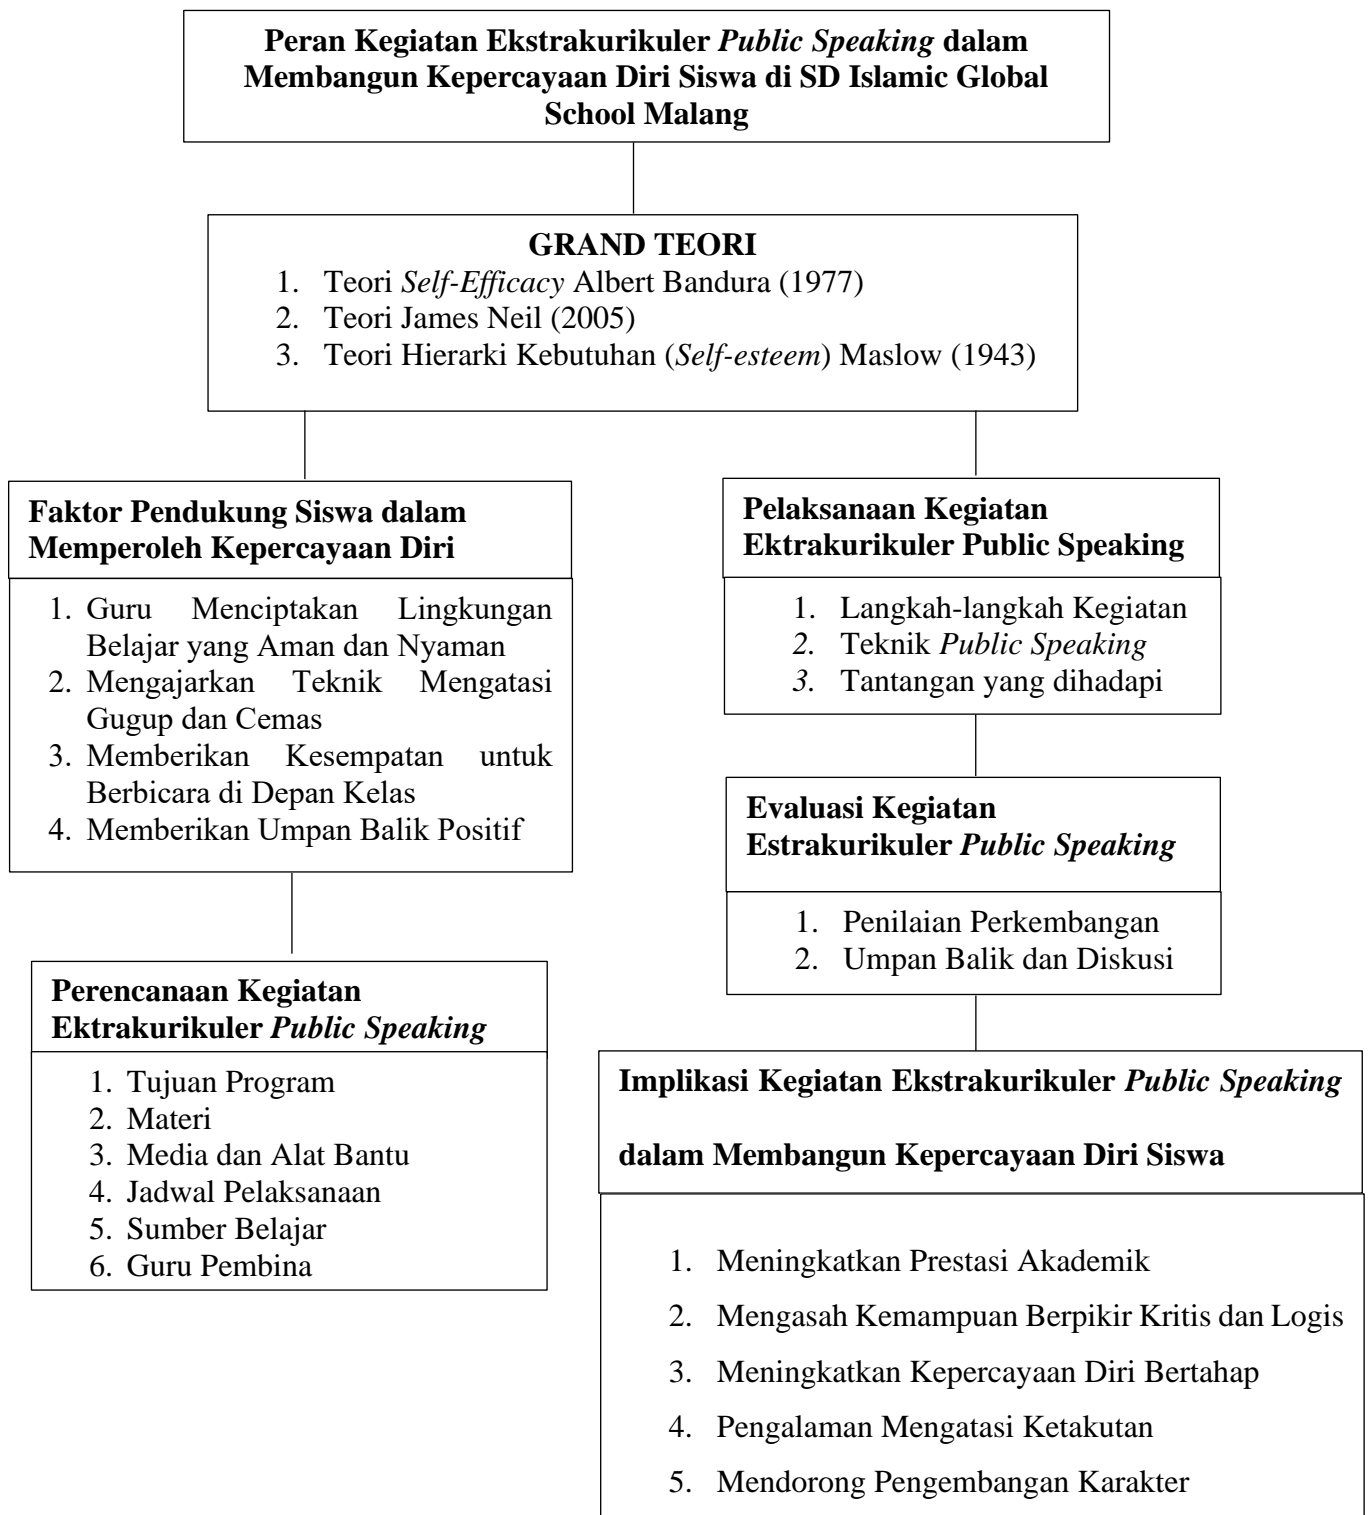 Peran Kegiatan Ekstrakurikuler Public Speaking dalam
Membangun Kepercayaan Diri Siswa di SD Islamic Global
School Malang
GRAND TEORI
1. Teori Self-Efficacy Albert Bandura (1977)
2. Teori James Neil (2005)
3. Teori Hierarki Kebutuhan (Self-esteem) Maslow (1943)
Faktor Pendukung Siswa dalam
Memperoleh Kepercayaan Diri
1. Guru Menciptakan Lingkungan
Belajar yang Aman dan Nyaman
2. Mengajarkan Teknik Mengatasi
Gugup dan Cemas
3. Memberikan Kesempatan untuk
Berbicara di Depan Kelas
4. Memberikan Umpan Balik Positif
Perencanaan Kegiatan
Ektrakurikuler Public Speaking
1. Tujuan Program
2. Materi
3. Media dan Alat Bantu
4. Jadwal Pelaksanaan
5. Sumber Belajar
6. Guru Pembina
Pelaksanaan Kegiatan
Ektrakurikuler Public Speaking
1. Langkah-langkah Kegiatan
2. Teknik Public Speaking
3. Tantangan yang dihadapi
Evaluasi Kegiatan
Estrakurikuler Public Speaking
1. Penilaian Perkembangan
2. Umpan Balik dan Diskusi
Implikasi Kegiatan Ekstrakurikuler Public Speaking
dalam Membangun Kepercayaan Diri Siswa
1. Meningkatkan Prestasi Akademik
2. Mengasah Kemampuan Berpikir Kritis dan Logis
3. Meningkatkan Kepercayaan Diri Bertahap
4. Pengalaman Mengatasi Ketakutan
5. Mendorong Pengembangan Karakter